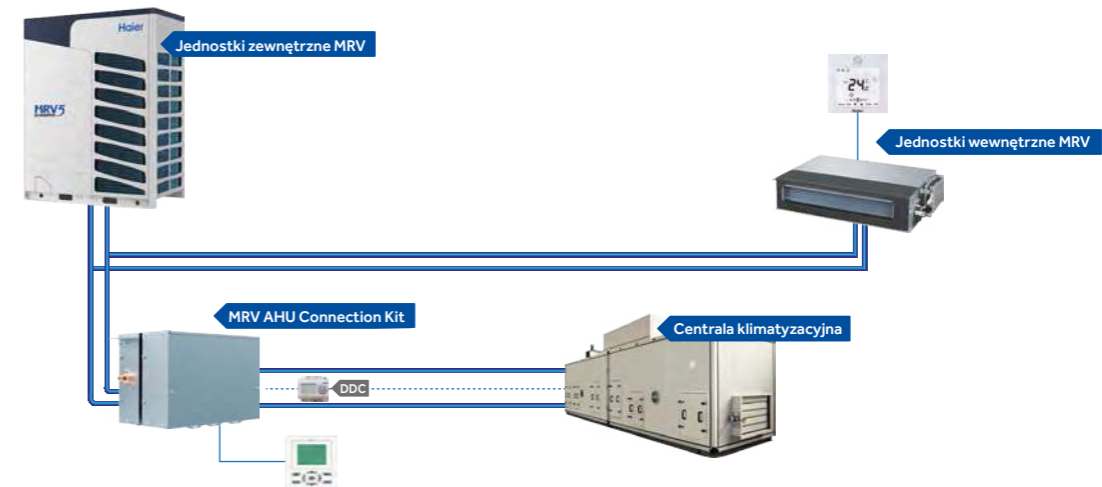 Haier
Jednostki zewnętrzne MRV
MRV5
24
Jednostki wewnętrzne MRV
MRV AHU Connection Kit
Centrala klimatyzacyjna
DDC